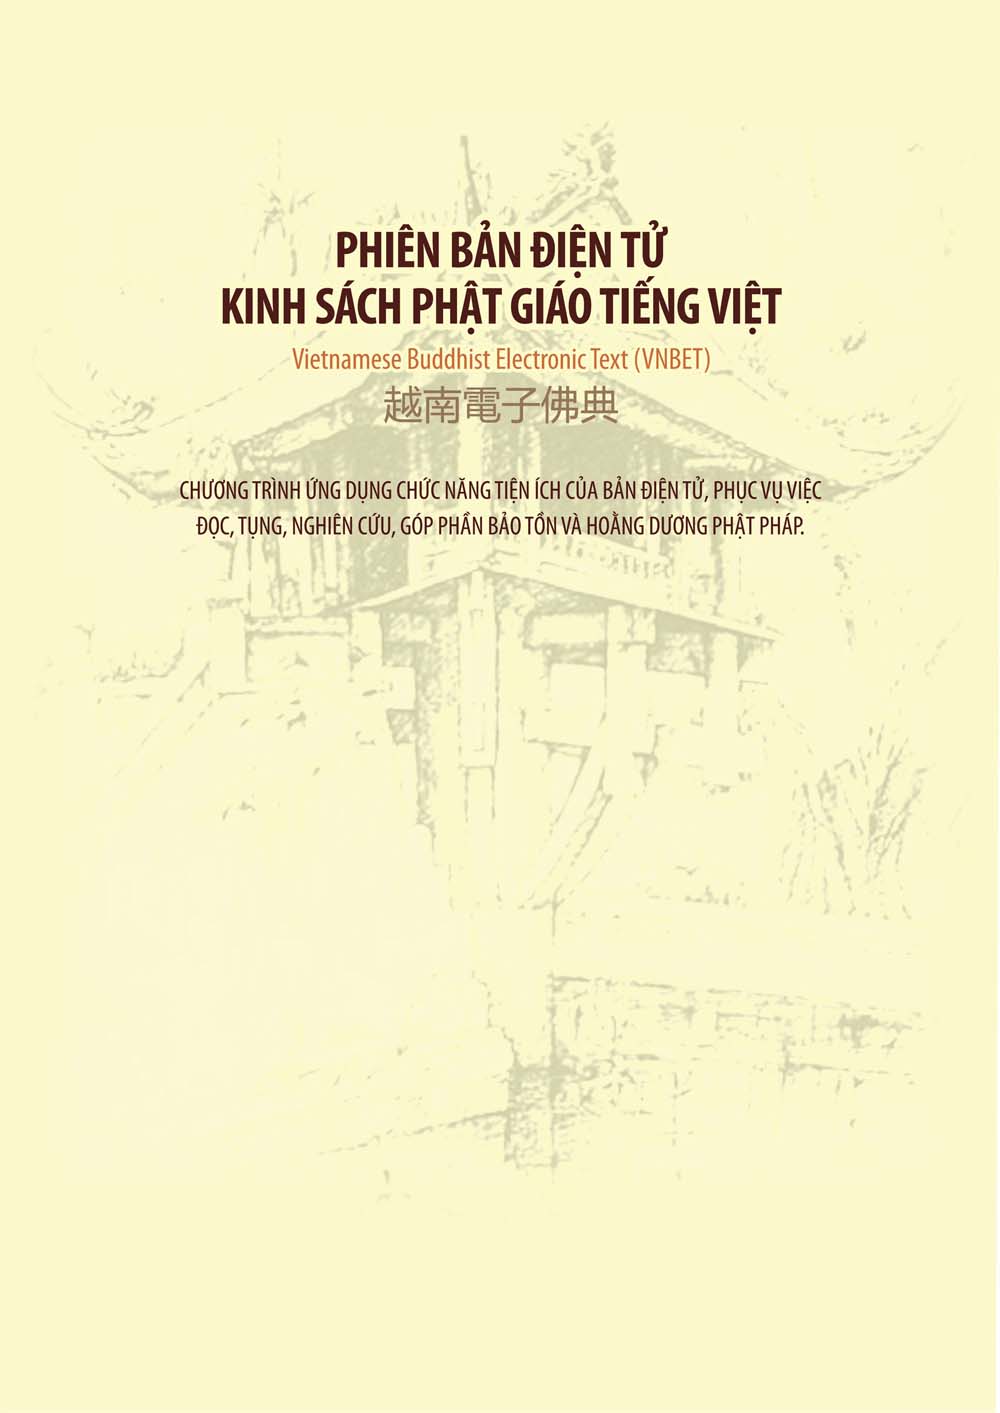 PHIÊN BẢN ĐIỆN TỬ
KINH SÁCH PHẬT GIÁO TIẾNG VIỆT
Vietnamese Buddhist Electronic Text (VNBET)
越南電子佛典
CHƯƠNG TRÌNH ỨNG DỤNG CHỨC NĂNG TIỆN ÍCH CỦA BẢN ĐIỆN TỬ, PHỤC VỤ VIỆC
ĐỌC, TỤNG, NGHIÊN CỨU, GÓP PHẦN BẢO TỒN VÀ HOẰNG DƯƠNG PHẬT PHÁP.